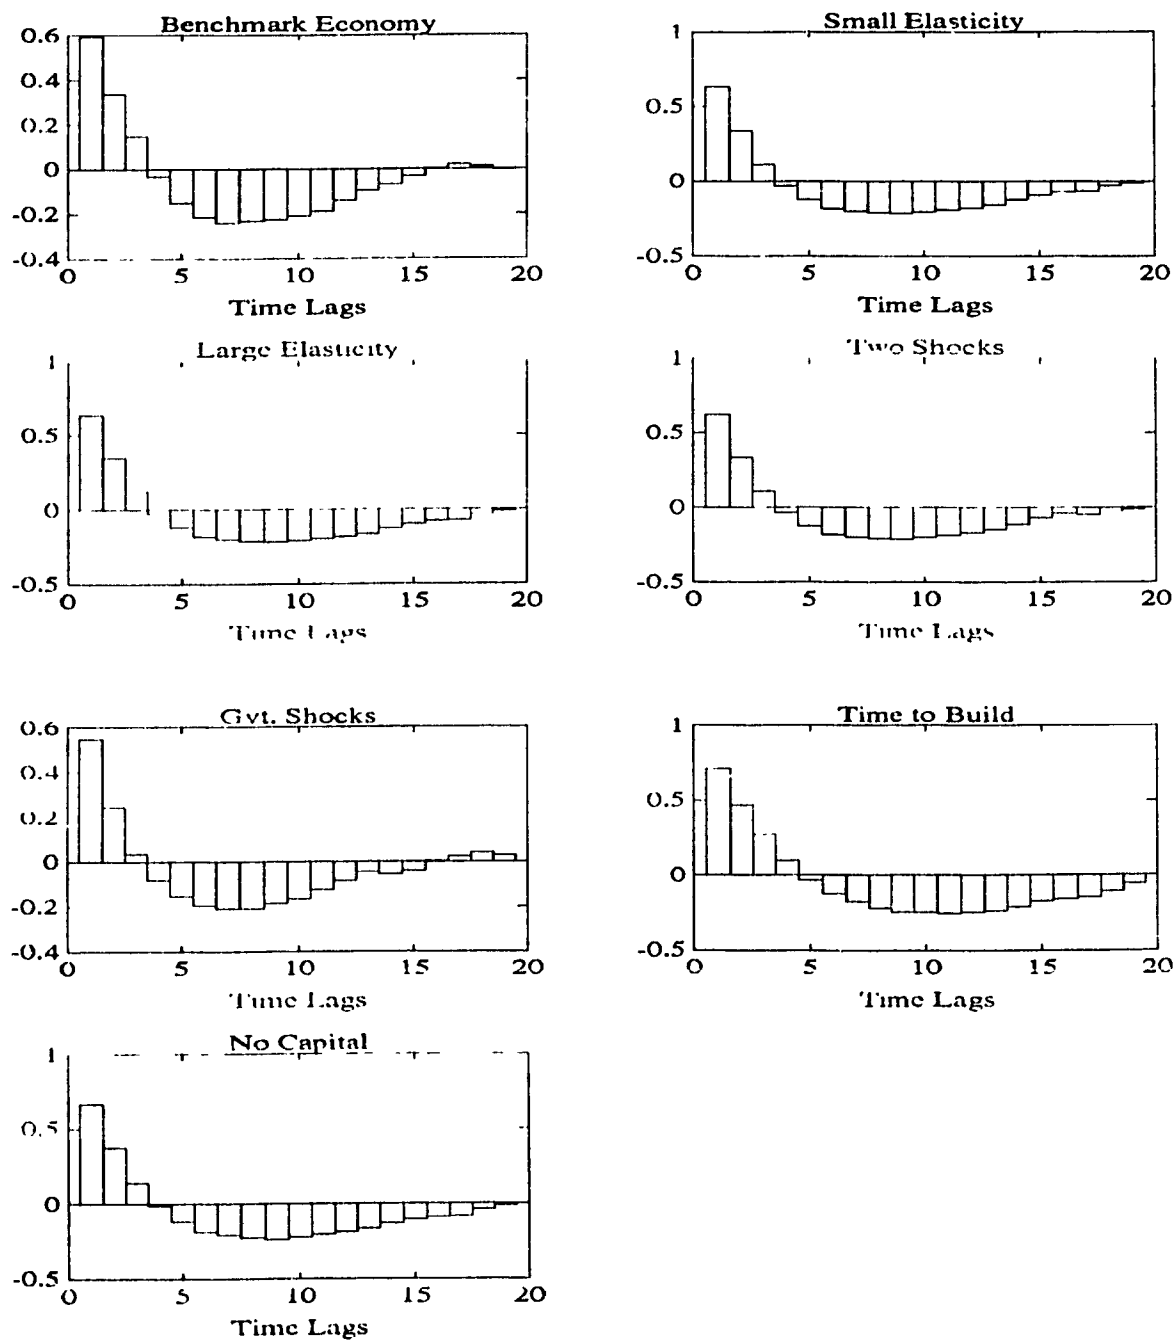 Benchmark Economy
0.6
0.4
0.2
0
-0.2
-0.4
0 5 10 15 20
Time Lags
Small Elasticity
1
0.5
0
-0.5
0 5 10 15 20
Time Lags
Large Elasticity
1
0.5
0
-0.5
0 5 10 15 20
Time Lags
Two Shocks
1
0.5
0
-0.5
0 5 10 15 20
Time Lags
Gvt. Shocks
0.6
0.4
0.2
0
-0.2
-0.4
0 5 10 15 20
Time Lags
Time to Build
1
0.5
0
-0.5
0 5 10 15 20
Time Lags
No Capital
1
0.5
0
-0.5
0 5 10 15 20
Time Lags